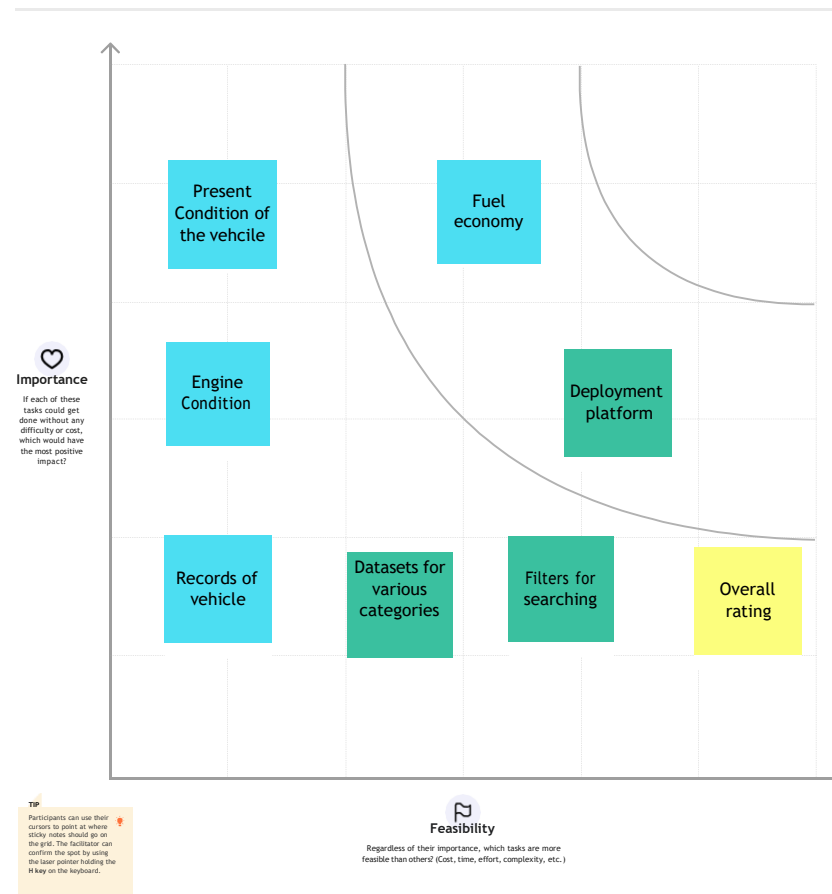 Present
Condition of
the vehcile
Fuel
economy
Engine
Condition
Deployment
platform
Importance
If each of these
tasks could get
done without any
difficulty or cost,
which would have
the most positive
impact?
Records of
vehicle
Datasets for
various
categories
Filters for
searching
Overall
rating
TIP
Participants can use their
cursors to point at where
sticky notes should go on
the grid. The facilitator can
confirm the spot by using
the laser pointer holding the
H key on the keyboard.
Feasibility
Regardless of their importance, which tasks are more
feasible than others? (Cost, time, effort, complexity, etc.)